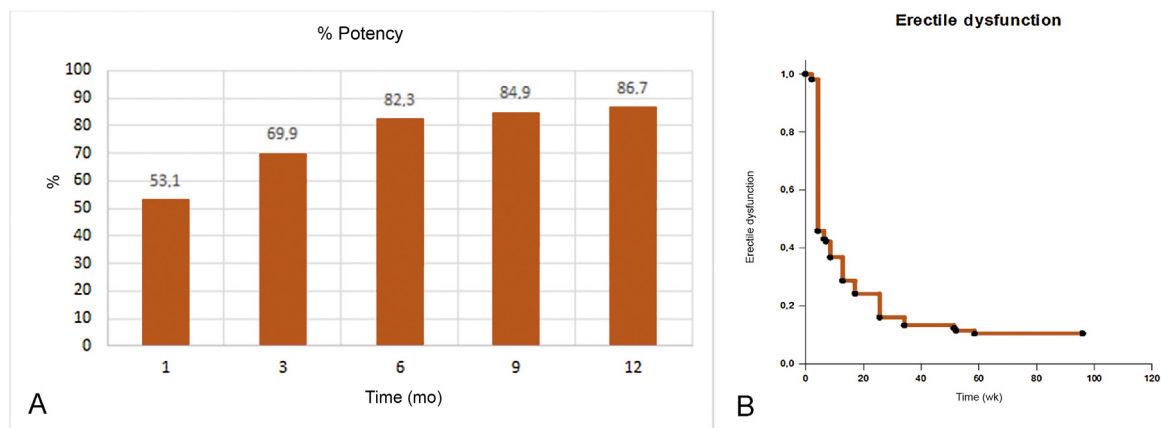 % Potency
100
90
80
70
60
50
40
30
20
10
0
%
53,1
69,9
82,3
84,9
86,7
1 3 6 9 12
Time (mo)
A
Erectile dysfunction
1,0
0,8
0,6
0,4
0,2
0,0
Erectile dysfunction
0 20 40 60 80 100 120
Time (wk)
B